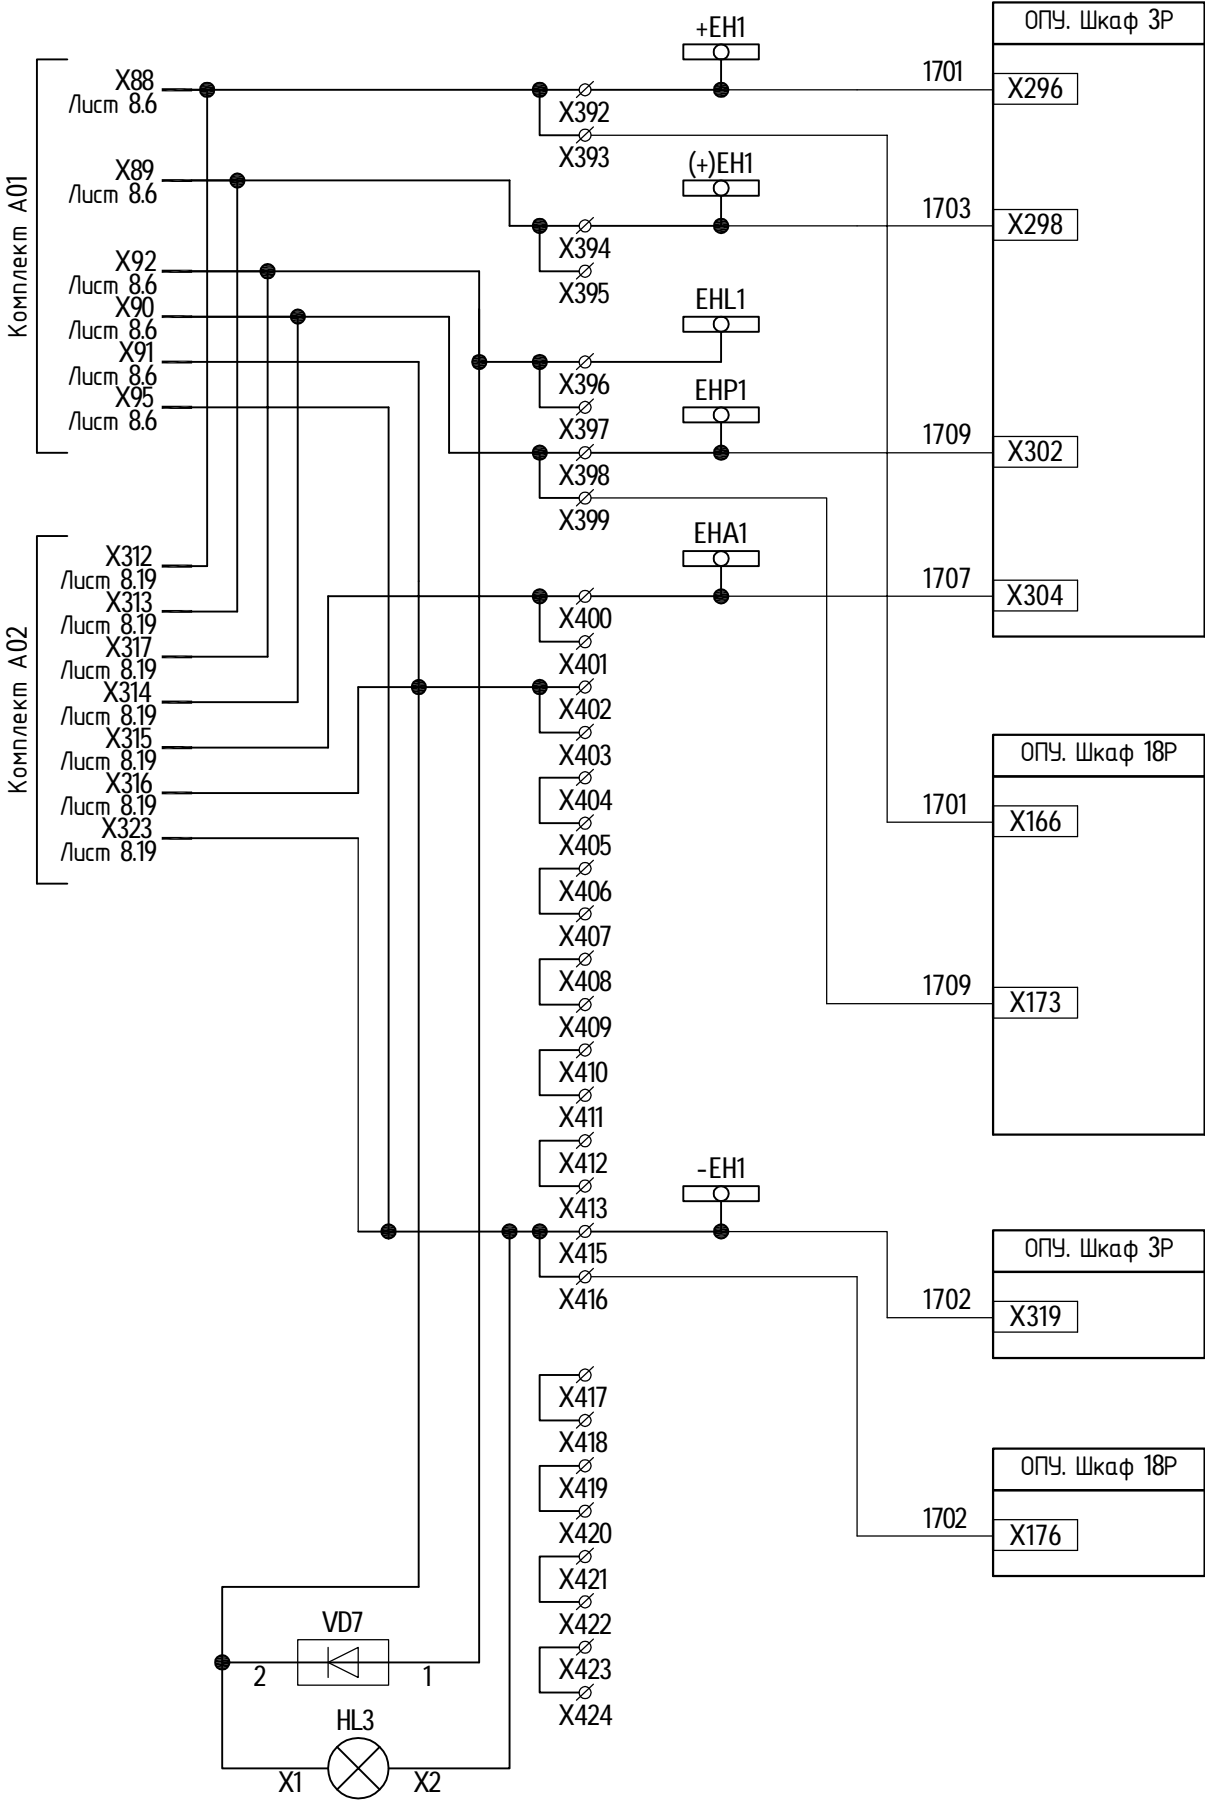 Комплект А01
X88
Лист 8.6
X89
Лист 8.6
X92
Лист 8.6
X90
Лист 8.6
X91
Лист 8.6
X95
Лист 8.6
Комплект А02
X312
Лист 8.19
X313
Лист 8.19
X317
Лист 8.19
X314
Лист 8.19
X315
Лист 8.19
X316
Лист 8.19
X323
Лист 8.19
+EH1
X392
X393
(+)EH1
X394
X395
EHL1
X396
X397
EHP1
X398
X399
EHA1
X400
X401
X402
X403
X404
X405
X406
X407
X408
X409
X410
X411
X412
X413
-EH1
X415
X416
X417
X418
X419
X420
X421
X422
X423
X424
ОПУ. Шкаф 3Р
1701
X296
1703
X298
1709
X302
1707
X304
ОПУ. Шкаф 18Р
1701
X166
1709
X173
ОПУ. Шкаф 3Р
1702
X319
ОПУ. Шкаф 18Р
1702
X176
VD7
2
1
HL3
X1
X2